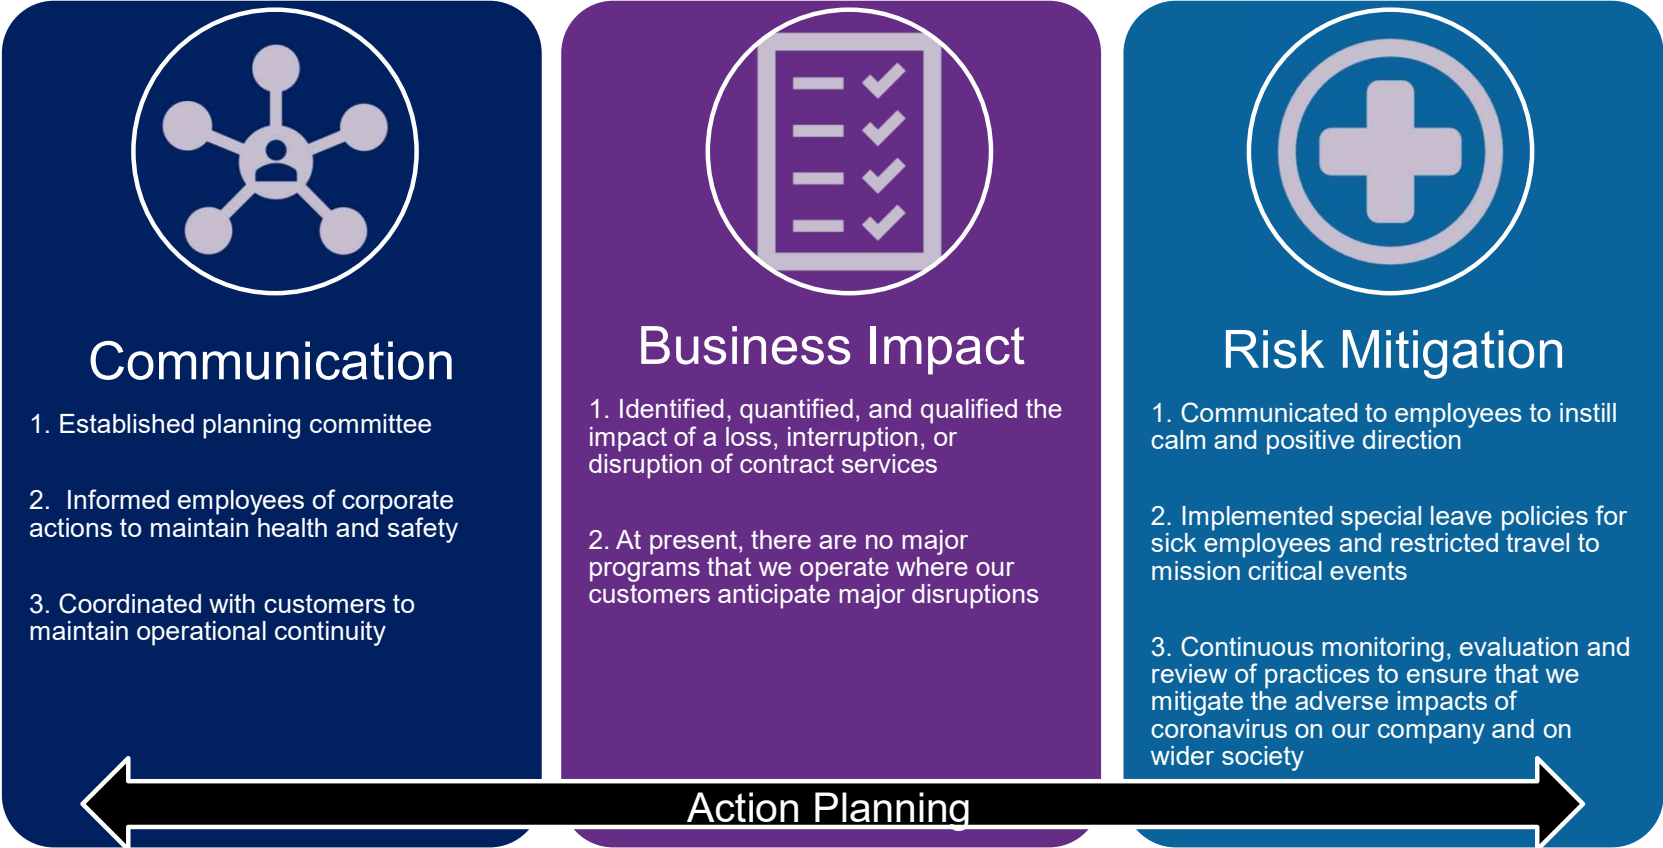 Communication
1. Established planning committee
2.  Informed employees of corporate
actions to maintain health and safety
3. Coordinated with customers to
maintain operational continuity
Business Impact
1. Identified, quantified, and qualified the
impact of a loss, interruption, or
disruption of contract services
2. At present, there are no major
programs that we operate where our
customers anticipate major disruptions
Risk Mitigation
1. Communicated to employees to instill
calm and positive direction
2. Implemented special leave policies for
sick employees and restricted travel to
mission critical events
3. Continuous monitoring, evaluation and
review of practices to ensure that we
mitigate the adverse impacts of
coronavirus on our company and on
wider society
Action Planning